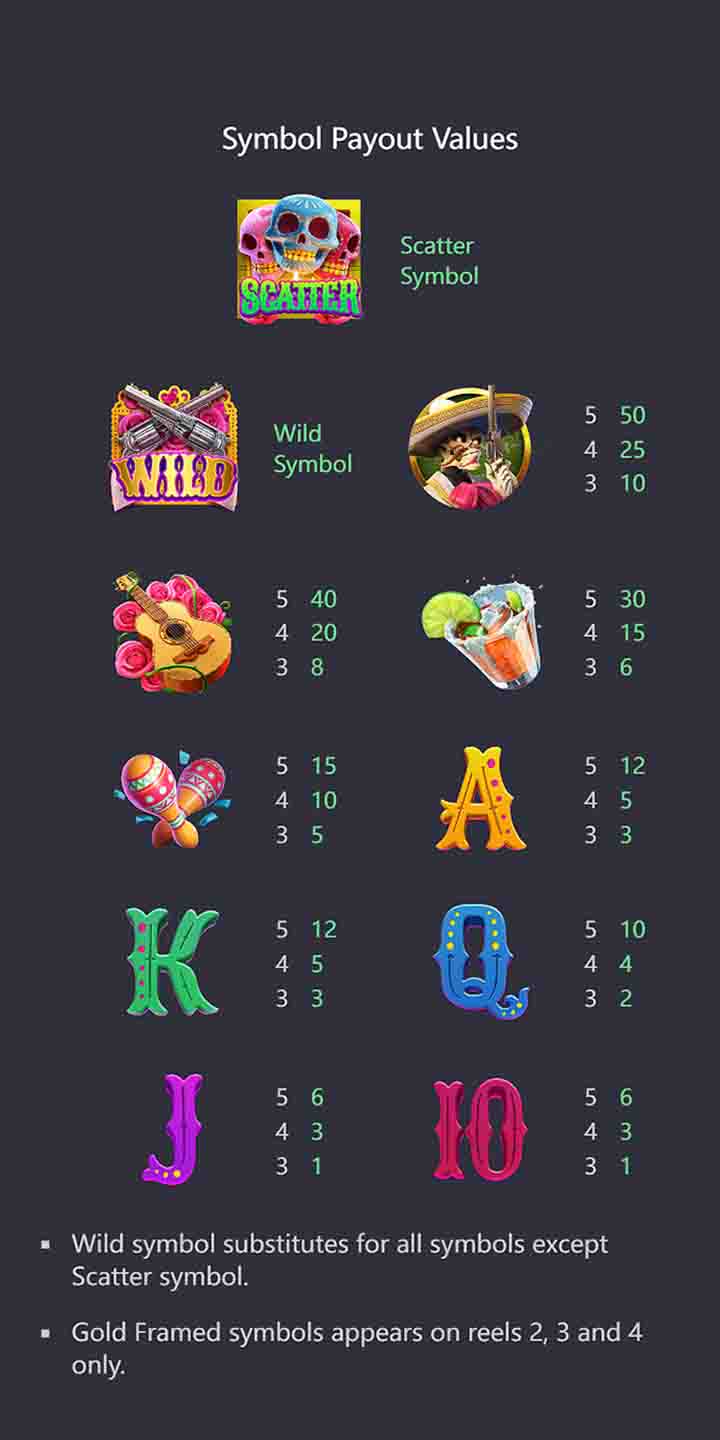 Symbol Payout Values
SCATTER
Scatter
Symbol
WILD
Wild
Symbol
5 50
4 25
3 10
5 40
4 20
3 8
5 30
4 15
3 6
5 15
4 10
3 5
A
5 12
4 5
3 3
K
5 12
4 5
3 3
Q
5 10
4 4
3 2
J
5 6
4 3
3 1
10
5 6
4 3
3 1
▪ Wild symbol substitutes for all symbols except
Scatter symbol.
▪ Gold Framed symbols appears on reels 2, 3 and 4
only.